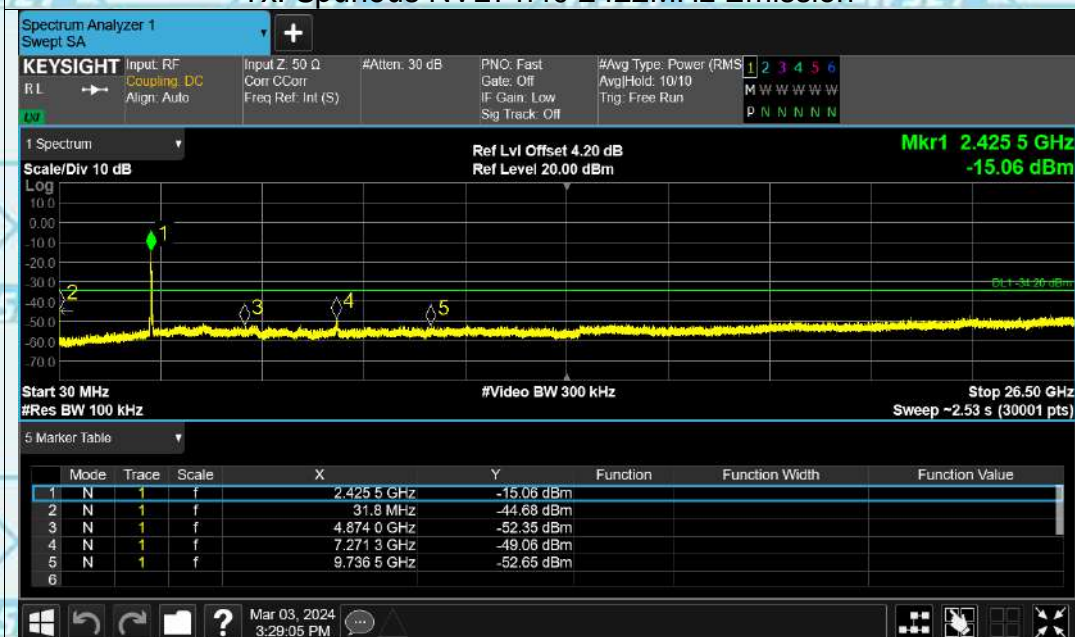 Tx. Spurious NVLT n40 2422MHz Emission
Spectrum Analyzer 1
Swept SA
+
KEYSIGHT
RL
LXI
Input: RF
Coupling: DC
Align: Auto
Input Z: 50 Ω
Corr CCorr
Freq Ref: Int (S)
#Atten: 30 dB
PNO: Fast
Gate: Off
IF Gain: Low
Sig Track: Off
#Avg Type: Power (RMS
Avg|Hold: 10/10
Trig: Free Run
1 2 3 4 5 6
M W W W W W
P N N N N N
1 Spectrum
Scale/Div 10 dB
Ref Lvl Offset 4.20 dB
Ref Level 20.00 dBm
Mkr1 2.425 5 GHz
-15.06 dBm
Log
10.0
0.00
-10.0
-20.0
-30.0
-40.0
-50.0
-60.0
-70.0
1
2
3
4
5
DL1 -34.20 dBm
Start 30 MHz
#Video BW 300 kHz
Stop 26.50 GHz
#Res BW 100 kHz
Sweep ~2.53 s (30001 pts)
5 Marker Table
Mode Trace Scale X Y Function Function Width Function Value
1 N 1 f 2.425 5 GHz -15.06 dBm
2 N 1 f 31.8 MHz -44.68 dBm
3 N 1 f 4.874 0 GHz -52.35 dBm
4 N 1 f 7.271 3 GHz -49.06 dBm
5 N 1 f 9.736 5 GHz -52.65 dBm
6
?
Mar 03, 2024
3:29:05 PM